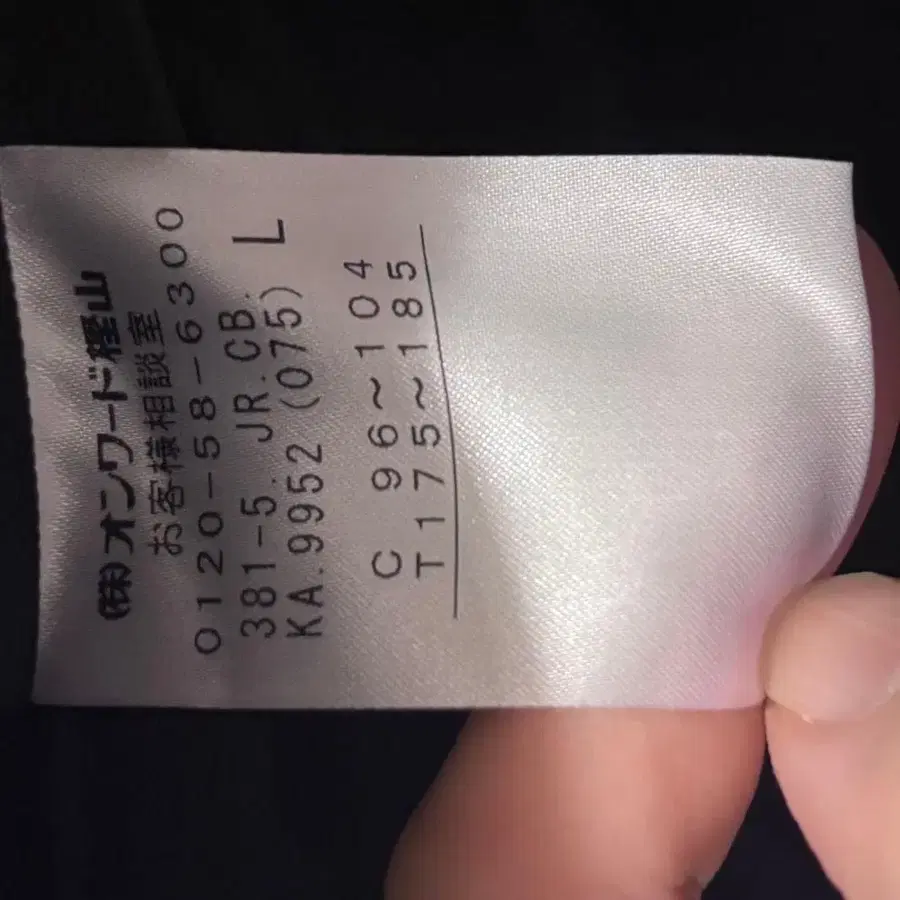 ㈱オンワード樫山
お客様相談室
0120-58-6300
381-5. JR.CB.
KA.9952(075) L
C 96~104
T175~185